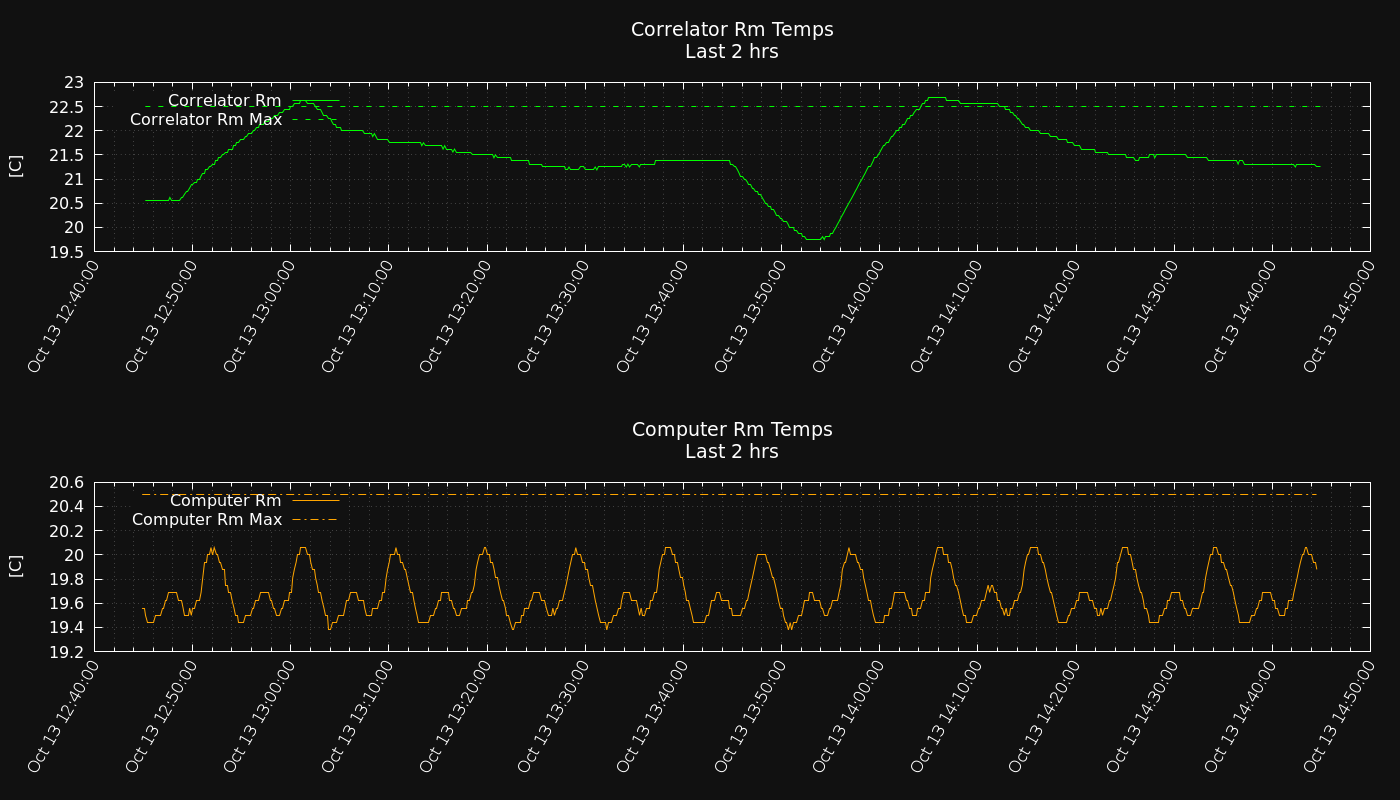 Correlator Rm Temps
Last 2 hrs
[C]
23
22.5
22
21.5
21
20.5
20
19.5
Correlator Rm
Correlator Rm Max
Oct 13 12:40:00
Oct 13 12:50:00
Oct 13 13:00:00
Oct 13 13:10:00
Oct 13 13:20:00
Oct 13 13:30:00
Oct 13 13:40:00
Oct 13 13:50:00
Oct 13 14:00:00
Oct 13 14:10:00
Oct 13 14:20:00
Oct 13 14:30:00
Oct 13 14:40:00
Oct 13 14:50:00
Computer Rm Temps
Last 2 hrs
[C]
20.6
20.4
20.2
20
19.8
19.6
19.4
19.2
Computer Rm
Computer Rm Max
Oct 13 12:40:00
Oct 13 12:50:00
Oct 13 13:00:00
Oct 13 13:10:00
Oct 13 13:20:00
Oct 13 13:30:00
Oct 13 13:40:00
Oct 13 13:50:00
Oct 13 14:00:00
Oct 13 14:10:00
Oct 13 14:20:00
Oct 13 14:30:00
Oct 13 14:40:00
Oct 13 14:50:00